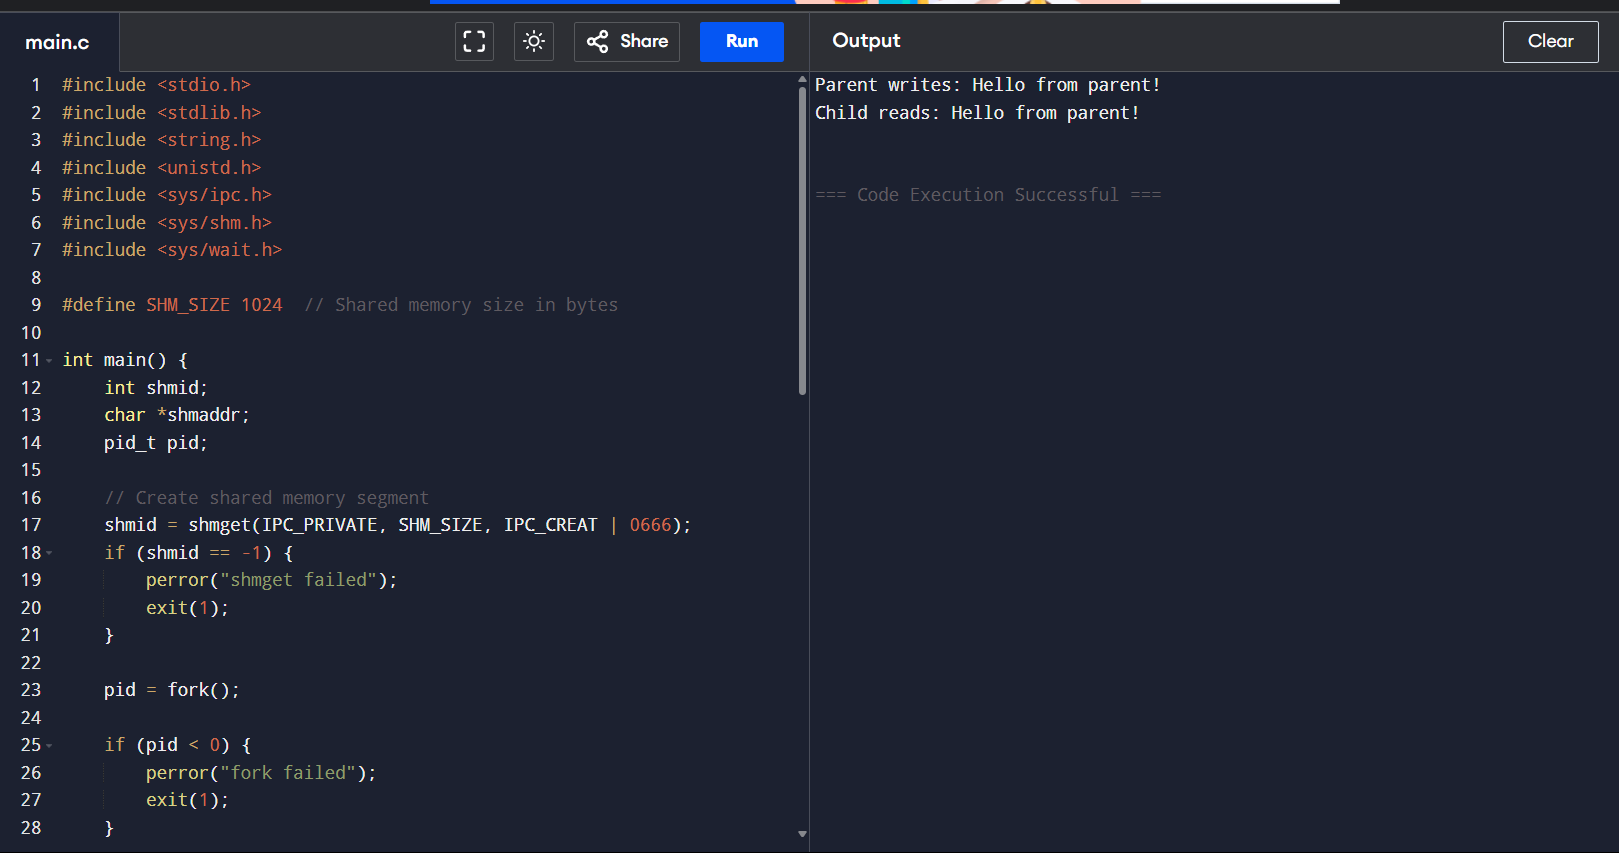 main.c
Share
Run
Output
Clear
1 #include <stdio.h>
2 #include <stdlib.h>
3 #include <string.h>
4 #include <unistd.h>
5 #include <sys/ipc.h>
6 #include <sys/shm.h>
7 #include <sys/wait.h>
8
9 #define SHM_SIZE 1024  // Shared memory size in bytes
10
11 int main() {
12     int shmid;
13     char *shmaddr;
14     pid_t pid;
15
16     // Create shared memory segment
17     shmid = shmget(IPC_PRIVATE, SHM_SIZE, IPC_CREAT | 0666);
18     if (shmid == -1) {
19         perror("shmget failed");
20         exit(1);
21     }
22
23     pid = fork();
24
25     if (pid < 0) {
26         perror("fork failed");
27         exit(1);
28     }
Parent writes: Hello from parent!
Child reads: Hello from parent!
=== Code Execution Successful ===